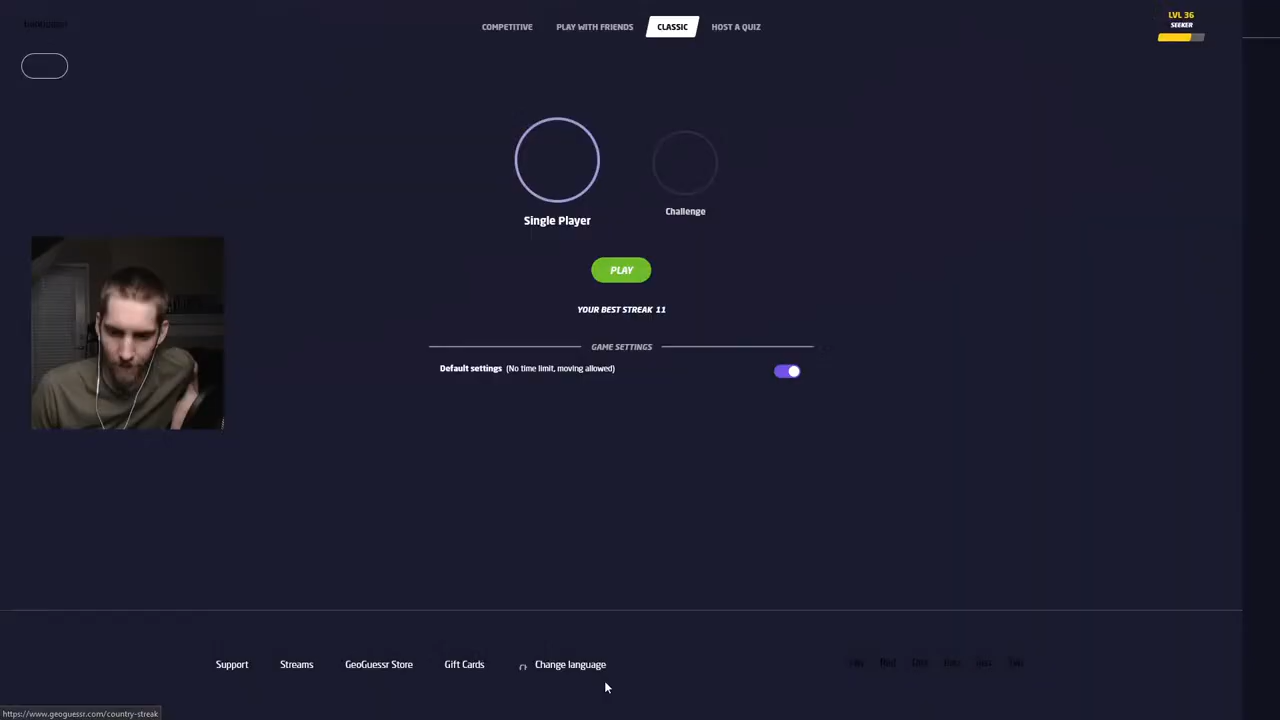 COMPETITIVE PLAY WITH FRIENDS CLASSIC HOST A QUIZ
LVL 36
SEEKER
Single Player
Challenge
PLAY
YOUR BEST STREAK 11
GAME SETTINGS
Default settings (No time limit, moving allowed)
Support Streams GeoGuessr Store Gift Cards Change language
https://www.geoguessr.com/country-streak